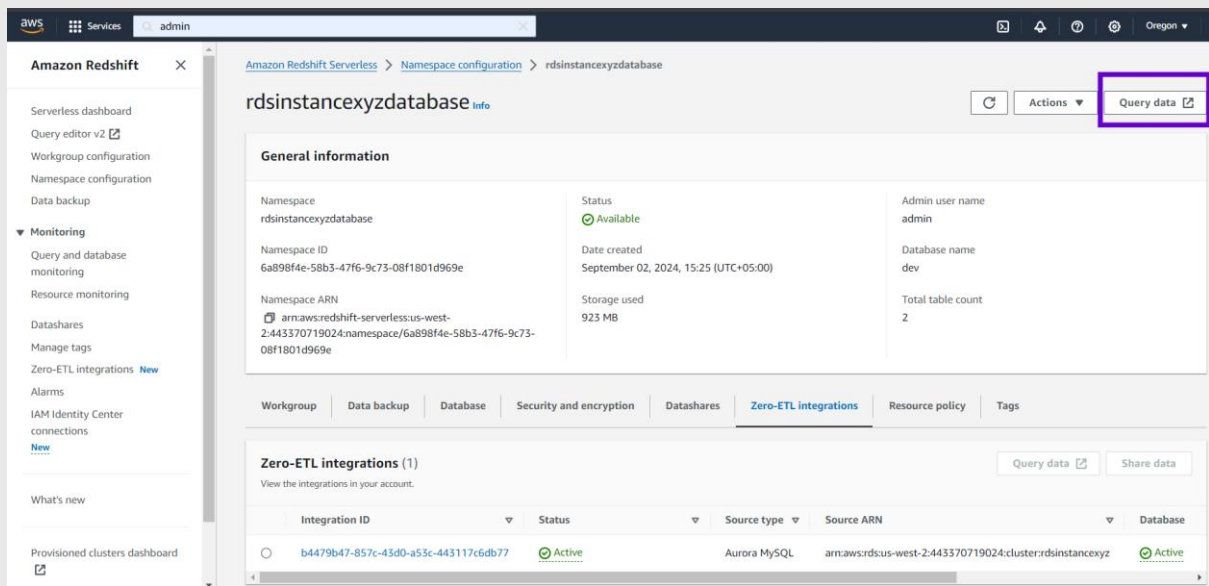 aws
Services
admin
Oregon
Amazon Redshift
Serverless dashboard
Query editor v2
Workgroup configuration
Namespace configuration
Data backup
Monitoring
Query and database
monitoring
Resource monitoring
Datashares
Manage tags
Zero-ETL integrations New
Alarms
IAM Identity Center
connections
New
What's new
Provisioned clusters dashboard
Amazon Redshift Serverless > Namespace configuration > rdsinstancexyzdatabase
rdsinstancexyzdatabase Info
Actions
Query data
General information
Namespace
rdsinstancexyzdatabase
Namespace ID
6a898f4e-58b3-47f6-9c73-08f1801d969e
Namespace ARN
arn:aws:redshift-serverless:us-west-
2:443370719024:namespace/6a898f4e-58b3-47f6-9c73-
08f1801d969e
Status
Available
Date created
September 02, 2024, 15:25 (UTC+05:00)
Storage used
923 MB
Admin user name
admin
Database name
dev
Total table count
2
Workgroup
Data backup
Database
Security and encryption
Datashares
Zero-ETL integrations
Resource policy
Tags
Zero-ETL integrations (1)
View the integrations in your account.
Query data
Share data
Integration ID Status Source type Source ARN Database
b4479b47-857c-43d0-a53c-443117c6db77 Active Aurora MySQL arn:aws:rds:us-west-2:443370719024:cluster:rdsinstancexyz Active